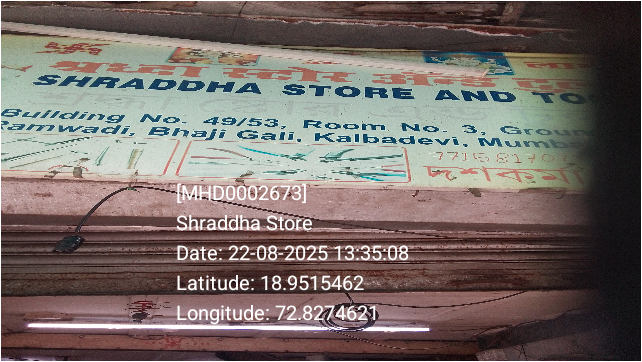 श्रध्दा स्टोर अॅन्ड
SHRADDHA STORE AND TO
Building No. 49/53, Room No. 3, Groun
Ramwadi, Bhaji Gali, Kalbadevi, Mumba
[MHD0002673]
Shraddha Store
Date: 22-08-2025 13:35:08
Latitude: 18.9515462
Longitude: 72.8274621